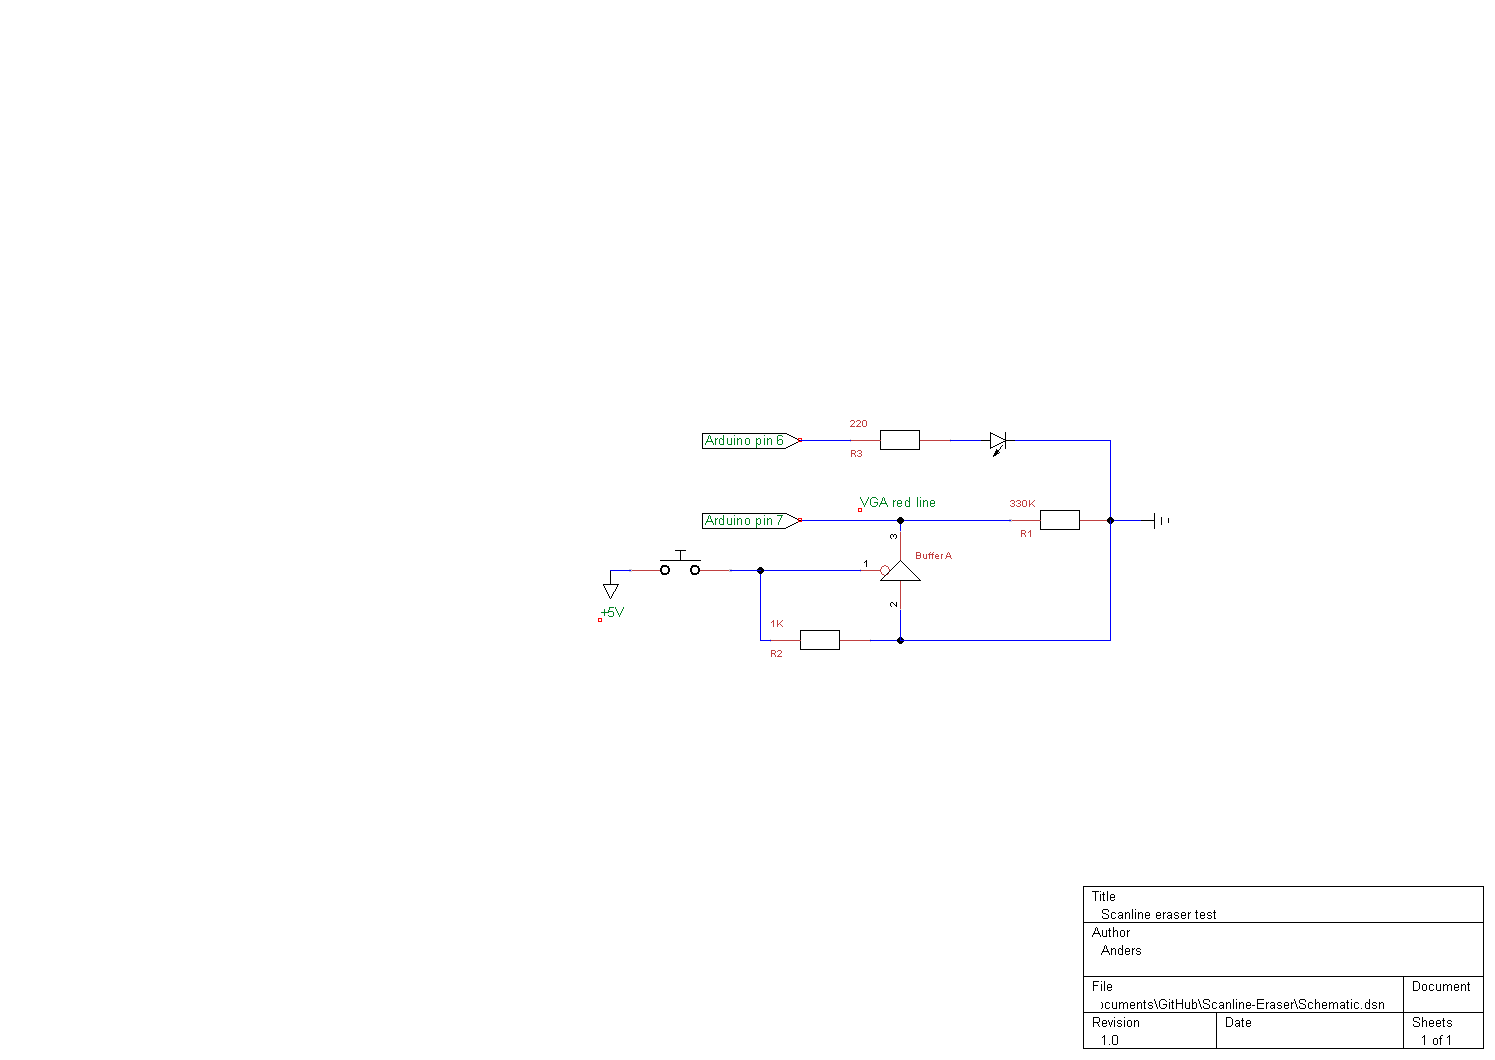 220
Arduino pin 6
R3
VGA red line
330K
Arduino pin 7
R1
3
Buffer A
1
2
+5V
1K
R2
Title
Scanline eraser test
Author
Anders
File
Document
ocuments\GitHub\Scanline-Eraser\Schematic.dsn
Revision
Date
Sheets
1.0
1 of 1